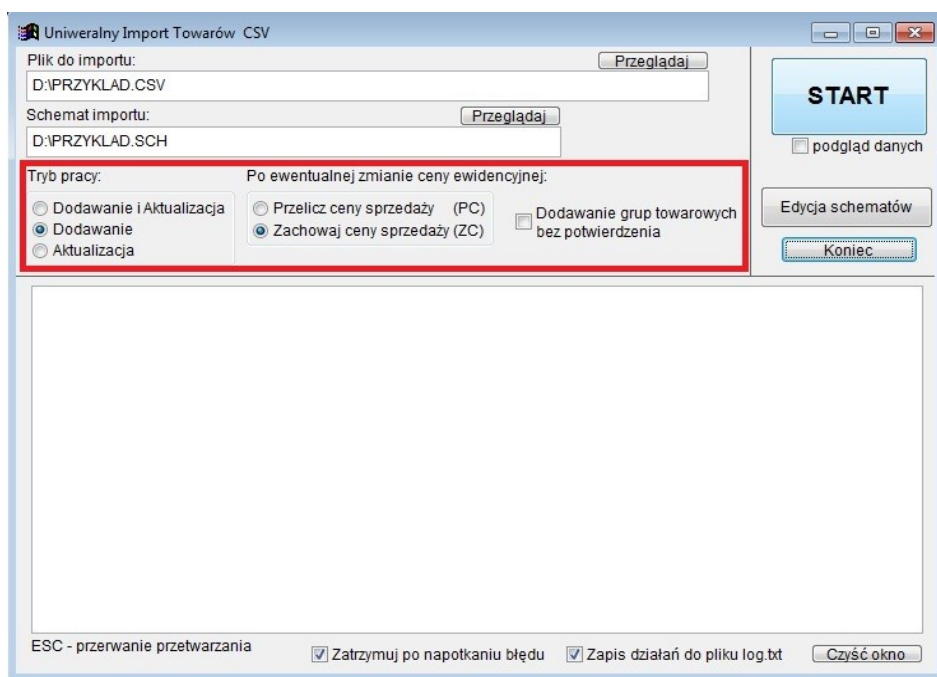 Uniweralny Import Towarów CSV
Plik do importu:
Przeglądaj
D:\PRZYKLAD.CSV
START
Schemat importu:
Przeglądaj
D:\PRZYKLAD.SCH
podgląd danych
Tryb pracy:
Po ewentualnej zmianie ceny ewidencyjnej:
Dodawanie i Aktualizacja
Dodawanie
Aktualizacja
Przelicz ceny sprzedaży (PC)
Zachowaj ceny sprzedaży (ZC)
Dodawanie grup towarowych
bez potwierdzenia
Edycja schematów
Koniec
ESC - przerwanie przetwarzania
Zatrzymuj po napotkaniu błędu
Zapis działań do pliku log.txt
Czyść okno